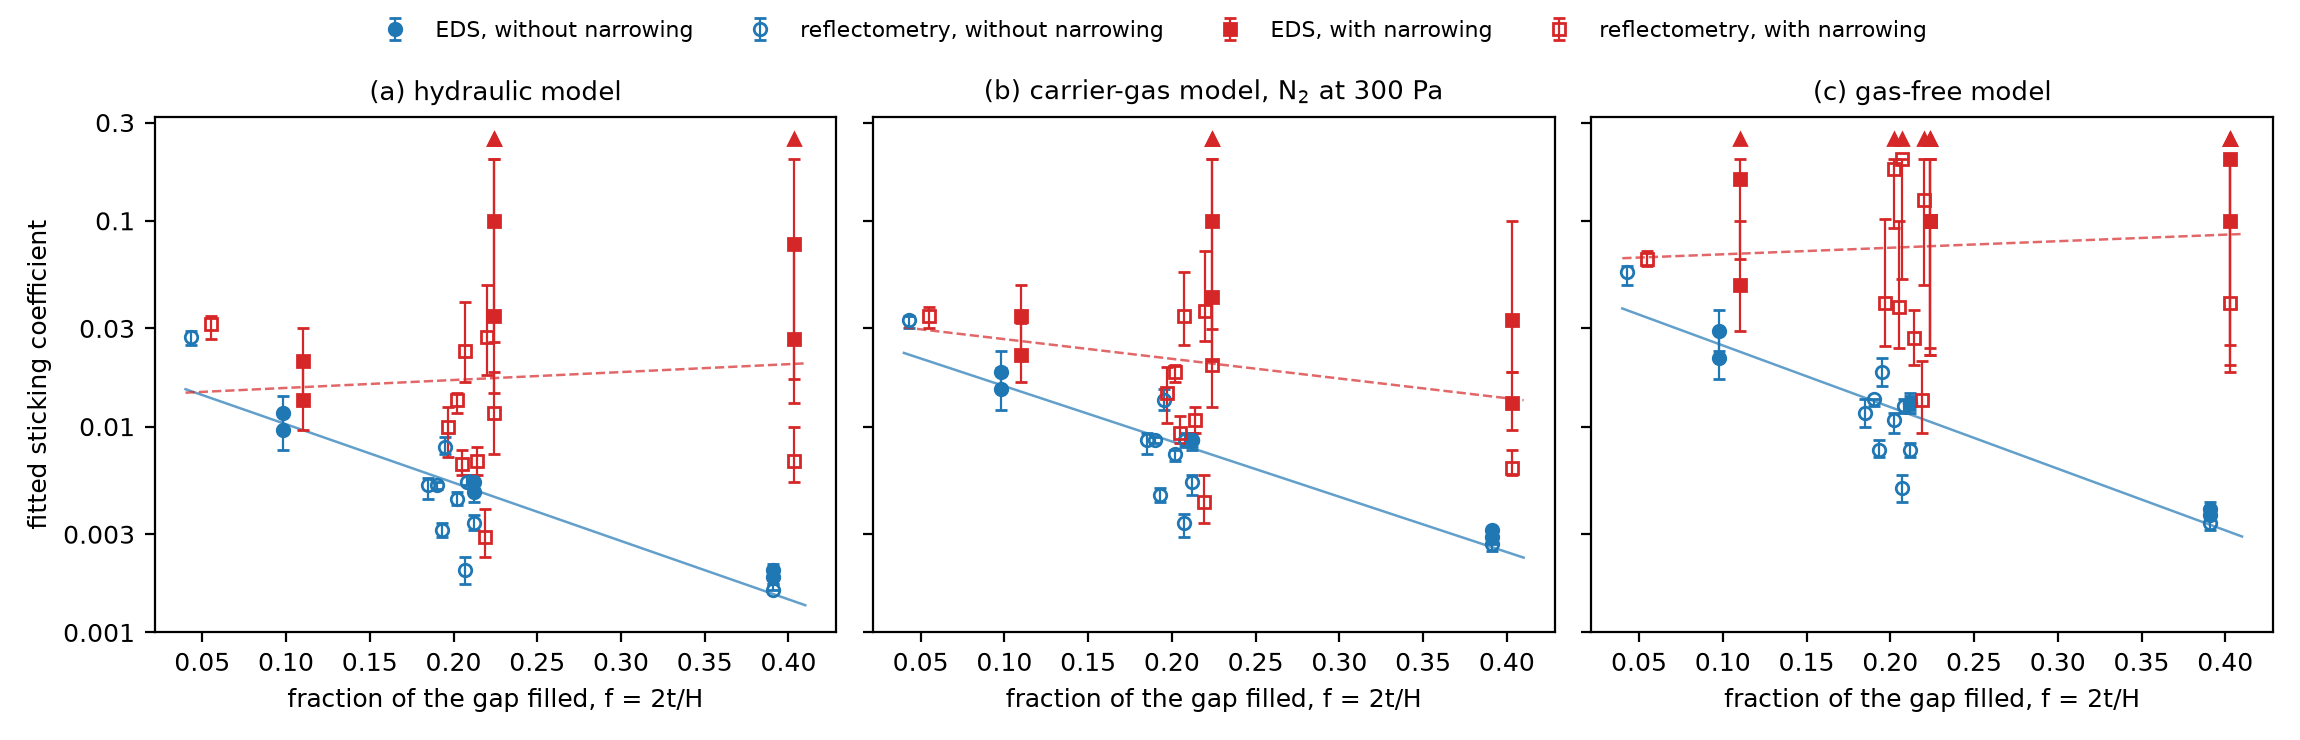 EDS, without narrowing reflectometry, without narrowing EDS, with narrowing reflectometry, with narrowing
(a) hydraulic model
(b) carrier-gas model, N₂ at 300 Pa
(c) gas-free model
fitted sticking coefficient
0.3
0.1
0.03
0.01
0.003
0.001
0.05 0.10 0.15 0.20 0.25 0.30 0.35 0.40
0.05 0.10 0.15 0.20 0.25 0.30 0.35 0.40
0.05 0.10 0.15 0.20 0.25 0.30 0.35 0.40
fraction of the gap filled, f = 2t/H
fraction of the gap filled, f = 2t/H
fraction of the gap filled, f = 2t/H